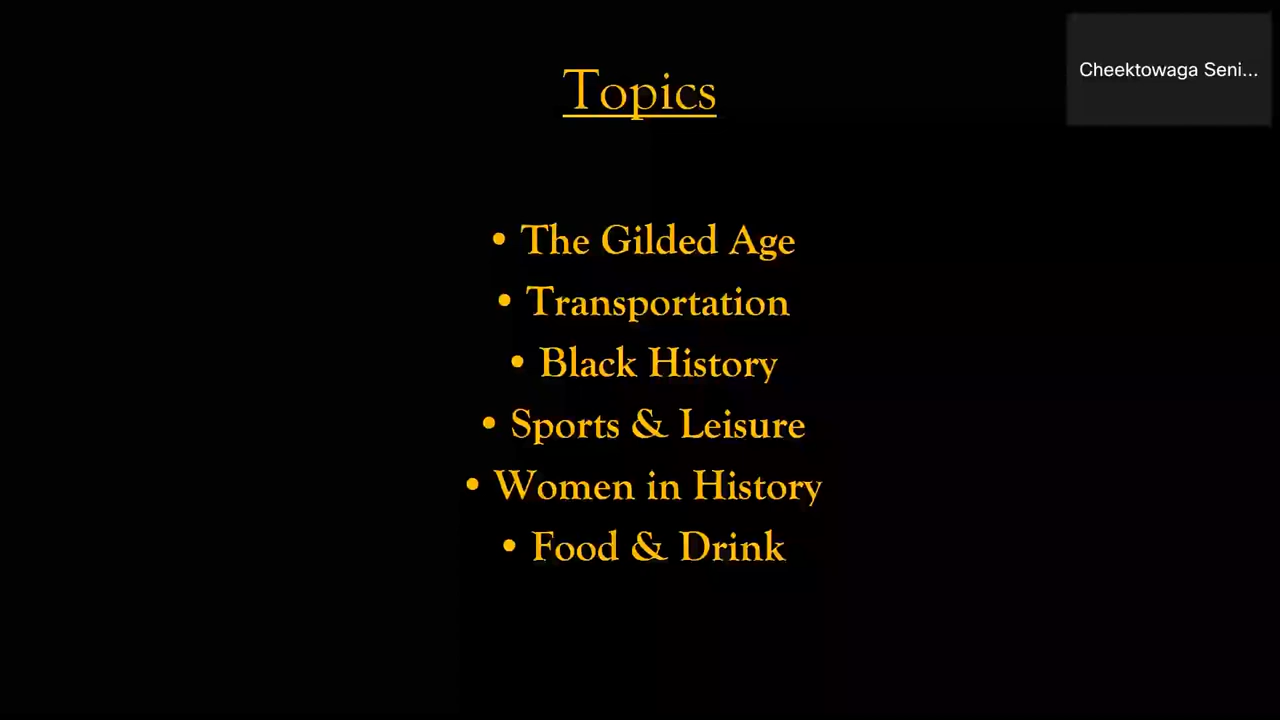 Topics
Cheektowaga Seni...
• The Gilded Age
• Transportation
• Black History
• Sports & Leisure
• Women in History
• Food & Drink